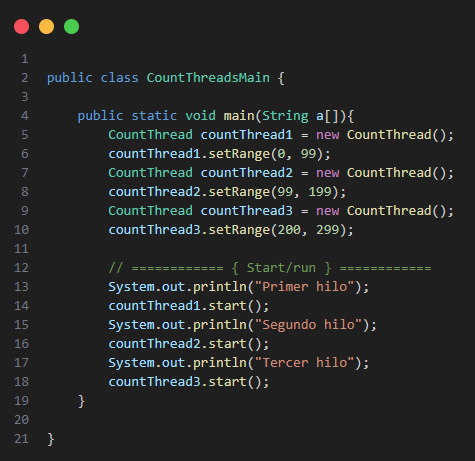 1
2 public class CountThreadsMain {
3
4     public static void main(String a[]){
5         CountThread countThread1 = new CountThread();
6         countThread1.setRange(0, 99);
7         CountThread countThread2 = new CountThread();
8         countThread2.setRange(99, 199);
9         CountThread countThread3 = new CountThread();
10         countThread3.setRange(200, 299);
11
12         // ============ { Start/run } ============
13         System.out.println("Primer hilo");
14         countThread1.start();
15         System.out.println("Segundo hilo");
16         countThread2.start();
17         System.out.println("Tercer hilo");
18         countThread3.start();
19     }
20
21 }